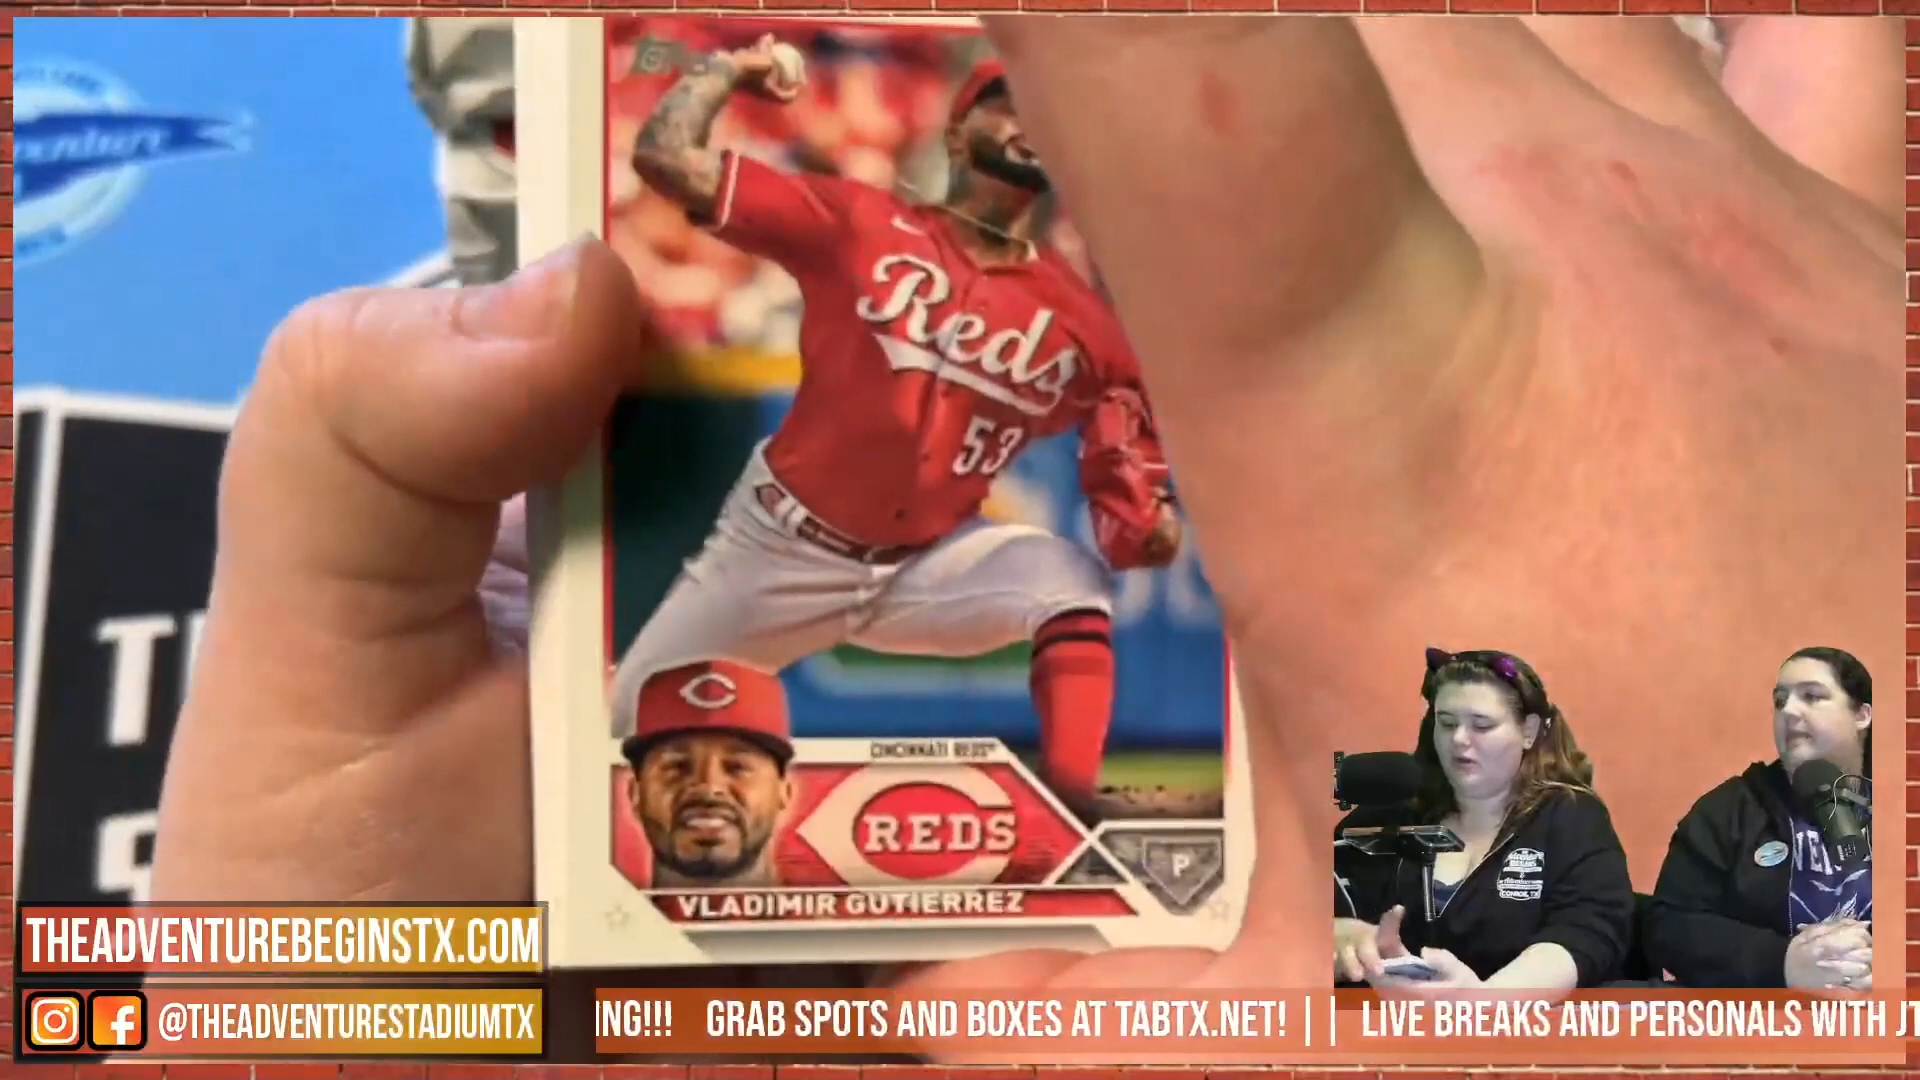 Reds
53
CINCINNATI REDS
REDS
P
VLADIMIR GUTIERREZ
THEADVENTUREBEGINSTX.COM
@THEADVENTURESTADIUMTX
ING!!! GRAB SPOTS AND BOXES AT TABTX.NET! || LIVE BREAKS AND PERSONALS WITH JT